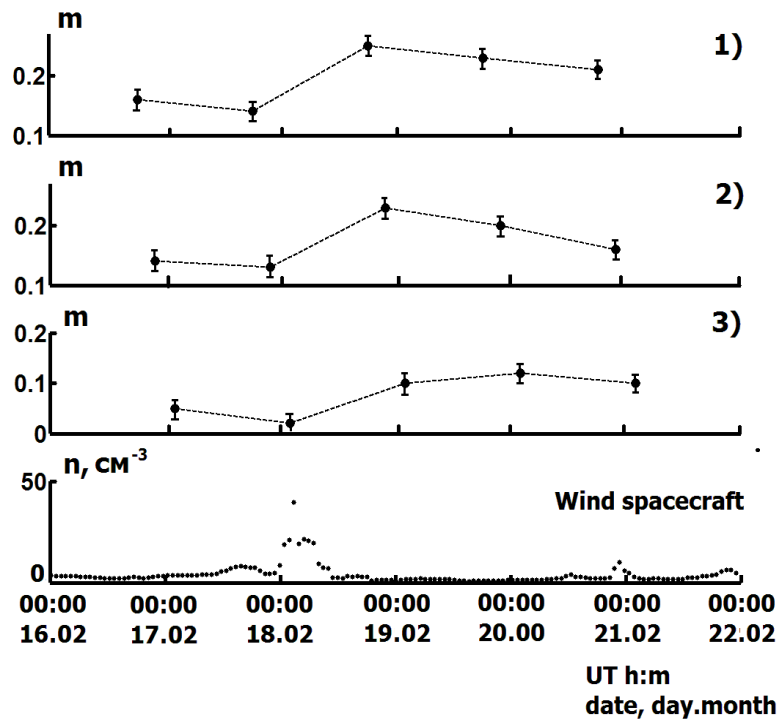 m
1)
0.2
0.1
m
2)
0.2
0.1
m
3)
0.2
0.1
0
n, см⁻³
50
Wind spacecraft
0
00:00 00:00 00:00 00:00 00:00 00:00 00:00
16.02 17.02 18.02 19.02 20.00 21.02 22.02
UT h:m
date, day.month